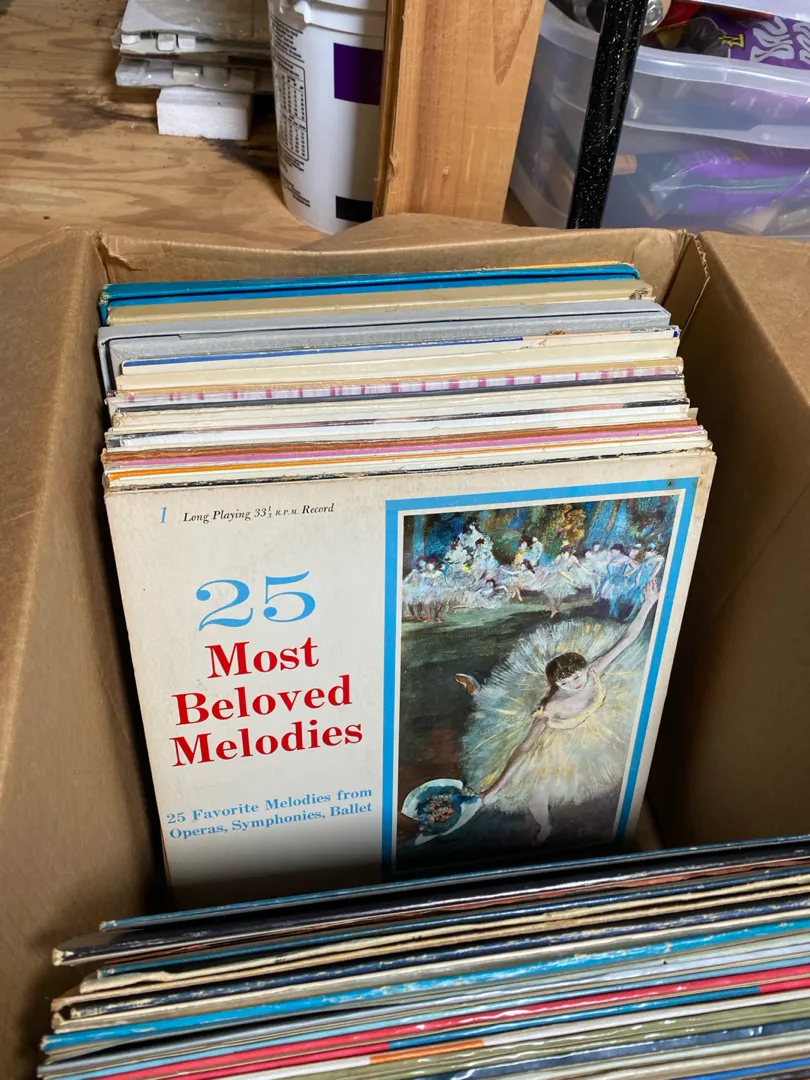 1 Long Playing 33⅓ R.P.M. Record
25
Most
Beloved
Melodies
25 Favorite Melodies from
Operas, Symphonies, Ballet